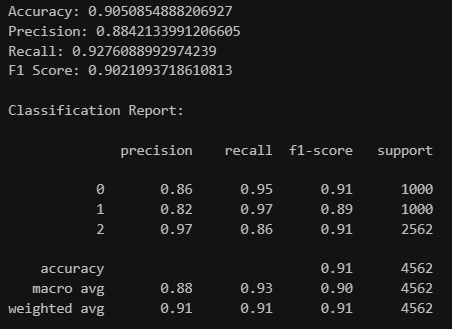 Accuracy: 0.9050854888206927
Precision: 0.8842133991206605
Recall: 0.9276088992974239
F1 Score: 0.9021093718610813
Classification Report:
precision recall f1-score support
0 0.86 0.95 0.91 1000
1 0.82 0.97 0.89 1000
2 0.97 0.86 0.91 2562
accuracy 0.91 4562
macro avg 0.88 0.93 0.90 4562
weighted avg 0.91 0.91 0.91 4562